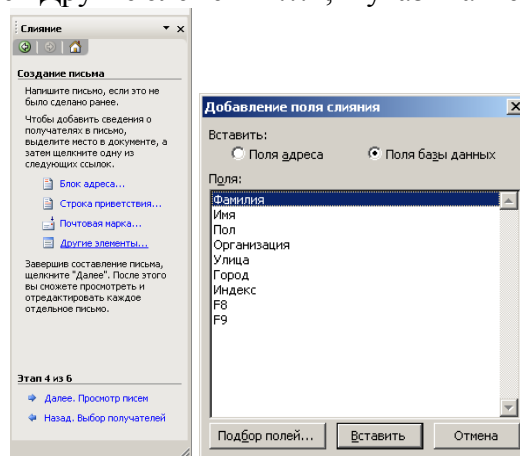 Слияние
Создание письма
Напишите письмо, если это не
было сделано ранее.
Чтобы добавить сведения о
получателях в письмо,
выделите место в документе, а
затем щелкните одну из
следующих ссылок.
Блок адреса...
Строка приветствия...
Почтовая марка...
Другие элементы...
Завершив составление письма,
щелкните "Далее". После этого
вы сможете просмотреть и
отредактировать каждое
отдельное письмо.
Этап 4 из 6
Далее. Просмотр писем
Назад. Выбор получателей
Добавление поля слияния
Вставить:
Поля адреса Поля базы данных
Поля:
Фамилия
Имя
Пол
Организация
Улица
Город
Индекс
F8
F9
Подбор полей... Вставить Отмена